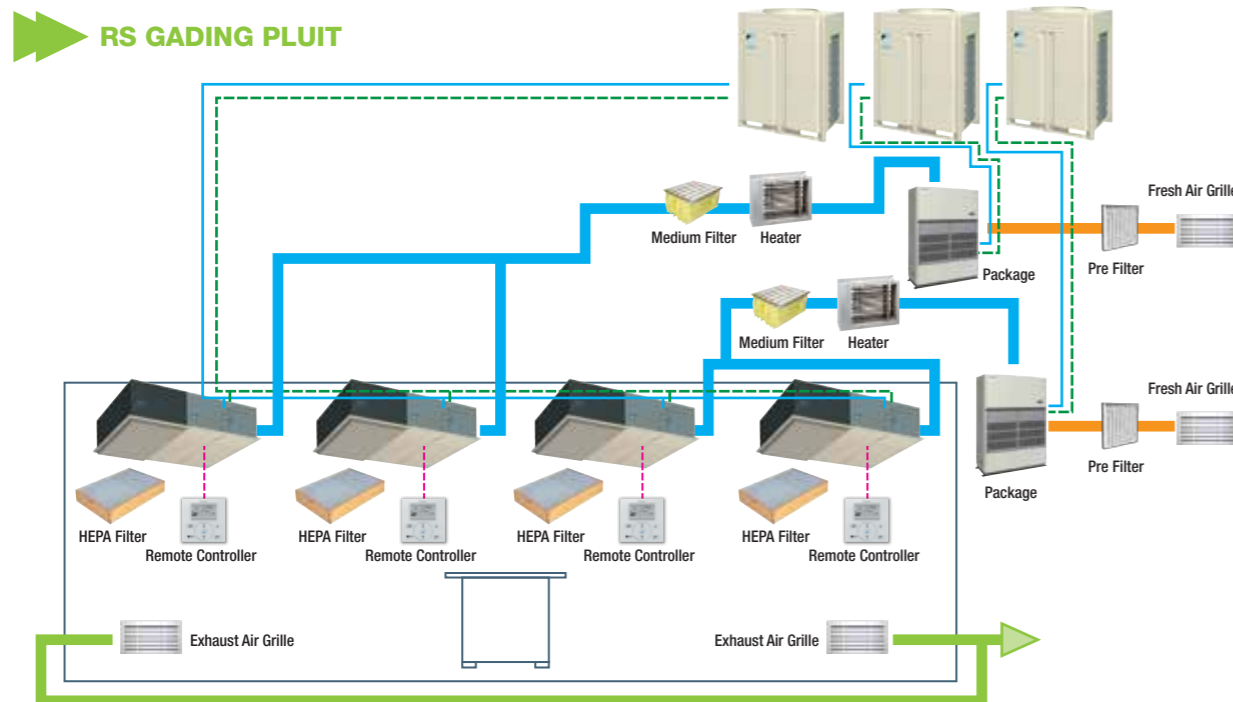 RS GADING PLUIT
Fresh Air Grille
Medium Filter
Heater
Package
Pre Filter
Medium Filter
Heater
Fresh Air Grille
Pre Filter
Package
HEPA Filter
Remote Controller
HEPA Filter
Remote Controller
HEPA Filter
Remote Controller
HEPA Filter
Remote Controller
Exhaust Air Grille
Exhaust Air Grille